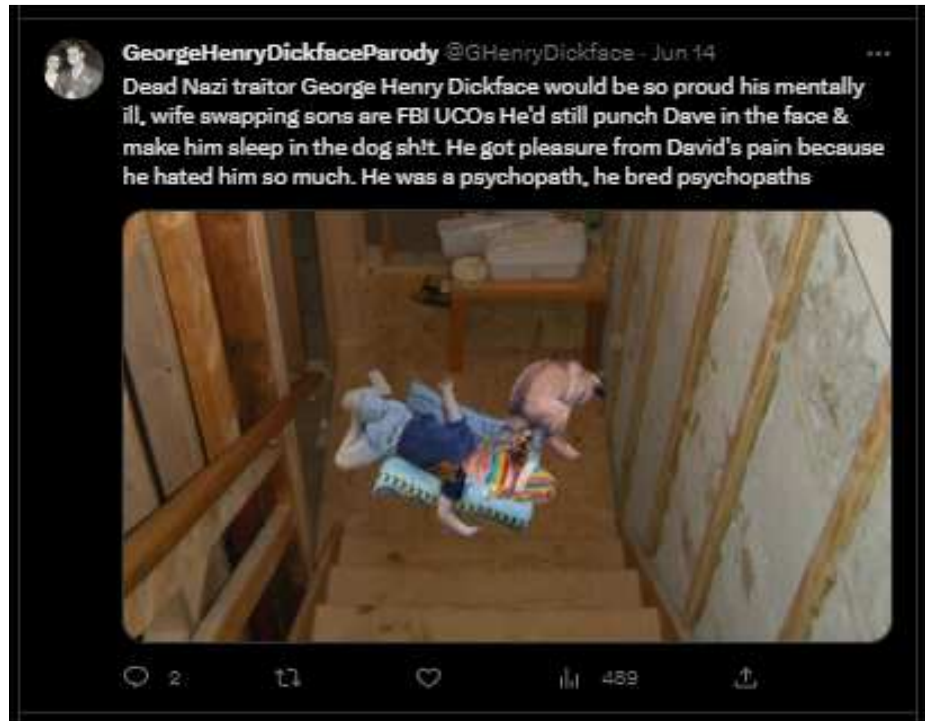 GeorgeHenryDickfaceParody @GHenryDickface · Jun 14
Dead Nazi traitor George Henry Dickface would be so proud his mentally
ill, wife swapping sons are FBI UCOs He'd still punch Dave in the face &
make him sleep in the dog sh!t. He got pleasure from David's pain because
he hated him so much. He was a psychopath, he bred psychopaths
2
489